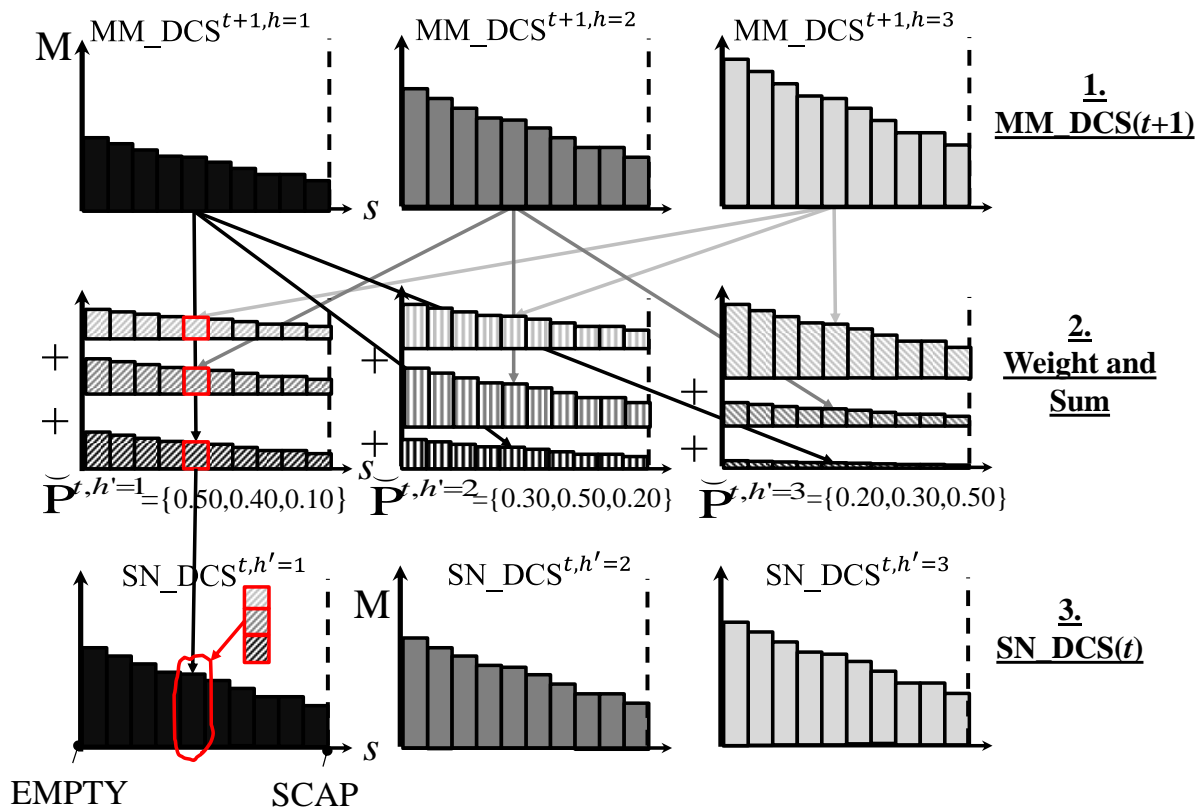 MM_DCS^{t+1,h=1}
MM_DCS^{t+1,h=2}
MM_DCS^{t+1,h=3}
M
1.
MM_DCS(t+1)
s
+
+
+
+
+
+
2.
Weight and
Sum
s
P̆^{t,h'=1}={0.50,0.40,0.10}
P̆^{t,h'=2}={0.30,0.50,0.20}
P̆^{t,h'=3}={0.20,0.30,0.50}
SN_DCS^{t,h′=1}
SN_DCS^{t,h′=2}
SN_DCS^{t,h′=3}
M
3.
SN_DCS(t)
s
EMPTY
SCAP